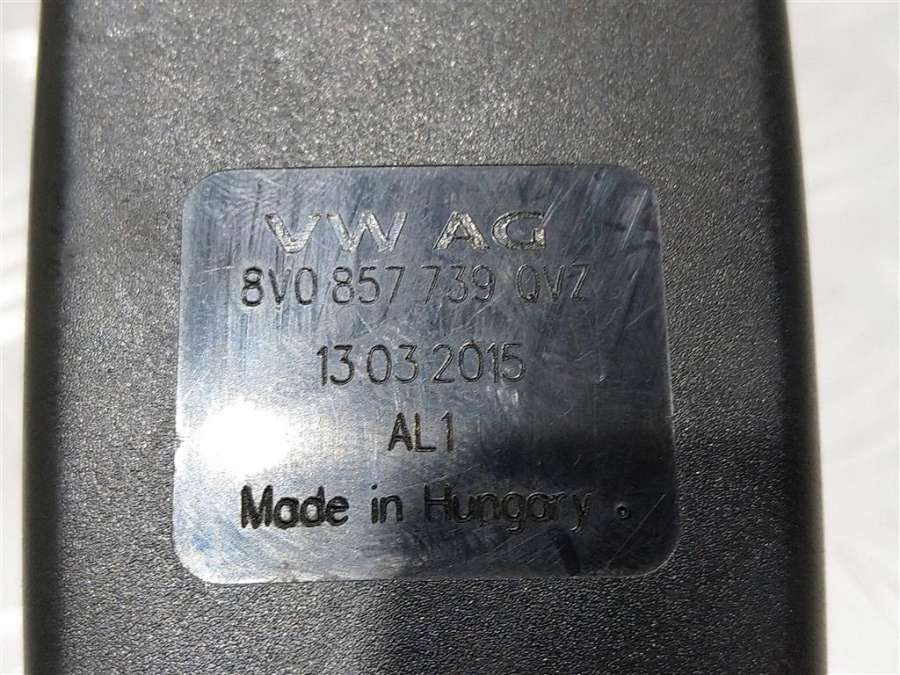 VW AG
8V0 857 739 QVZ
13 03 2015
AL1
Made in Hungary